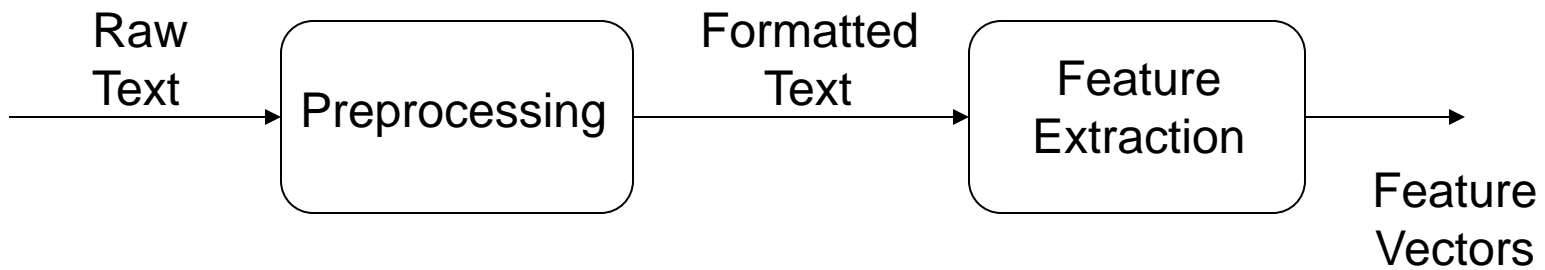 Raw
Text
Preprocessing
Formatted
Text
Feature
Extraction
Feature
Vectors